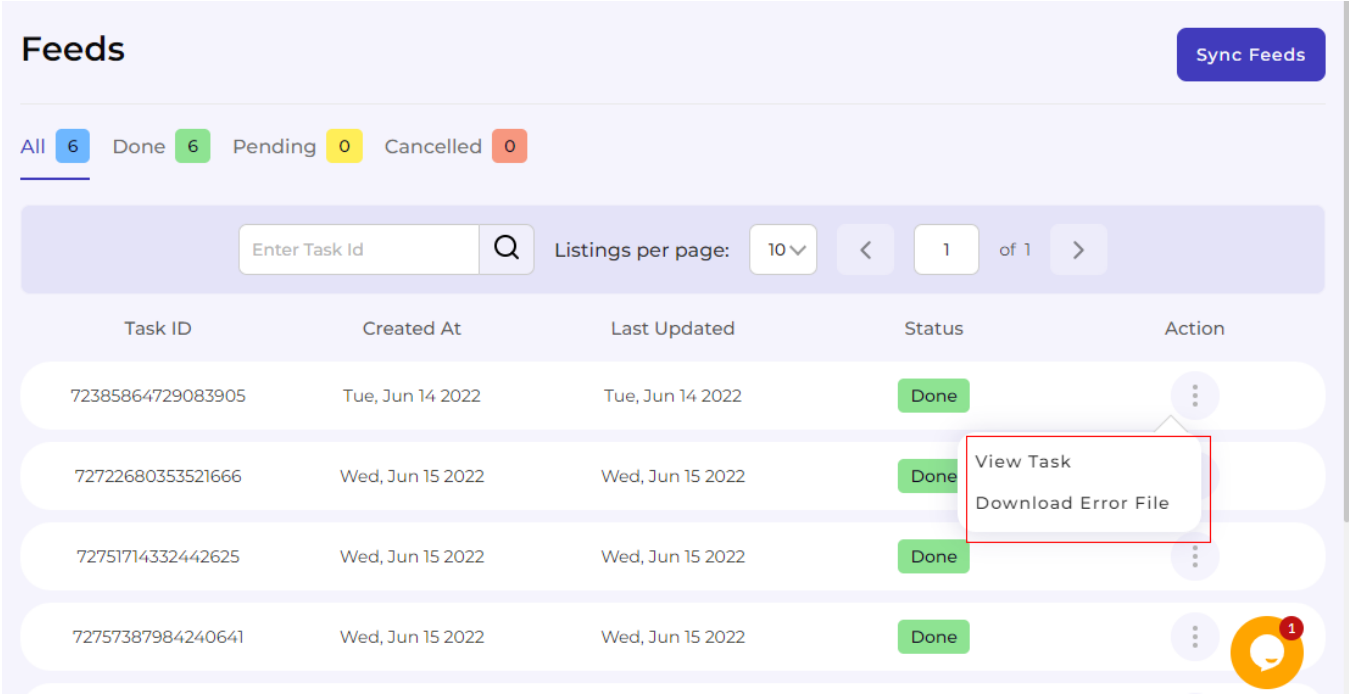 Feeds
Sync Feeds
All 6 Done 6 Pending 0 Cancelled 0
Enter Task Id Listings per page: 10 1 of 1
Task ID Created At Last Updated Status Action
72385864729083905 Tue, Jun 14 2022 Tue, Jun 14 2022 Done
72722680353521666 Wed, Jun 15 2022 Wed, Jun 15 2022 Done
View Task
Download Error File
72751714332442625 Wed, Jun 15 2022 Wed, Jun 15 2022 Done
72757387984240641 Wed, Jun 15 2022 Wed, Jun 15 2022 Done
1